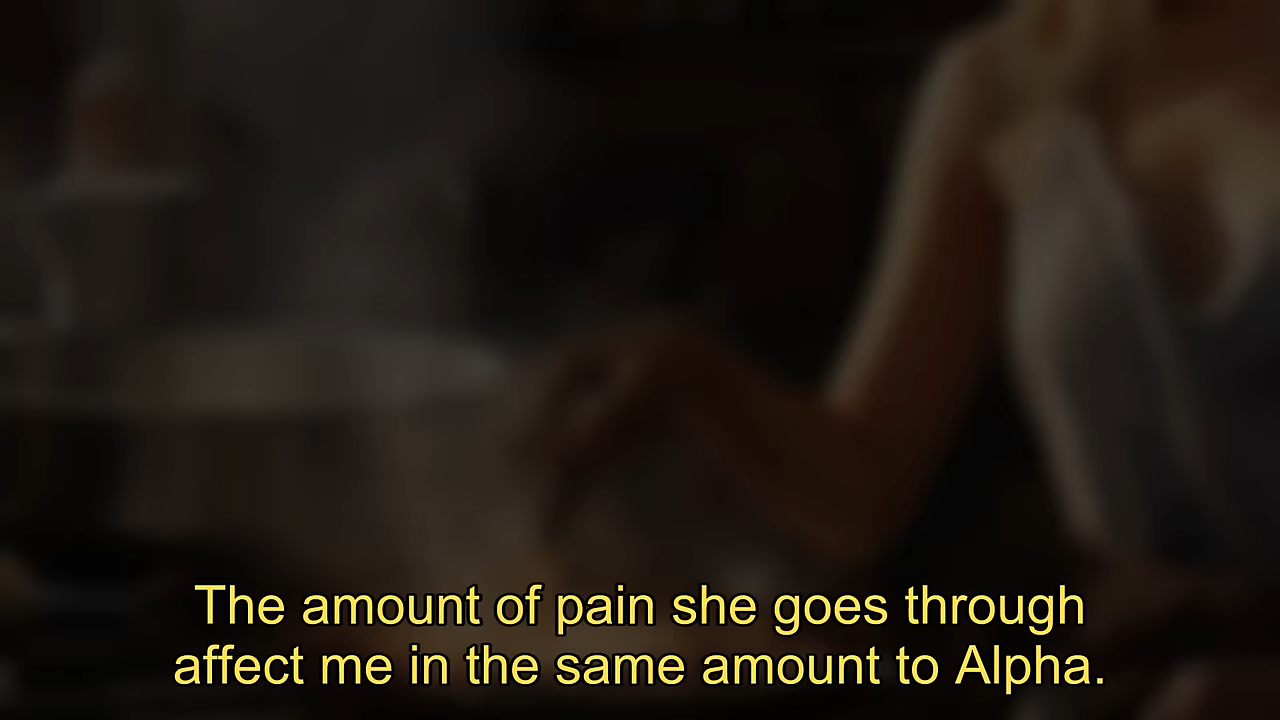 The amount of pain she goes through
affect me in the same amount to Alpha.